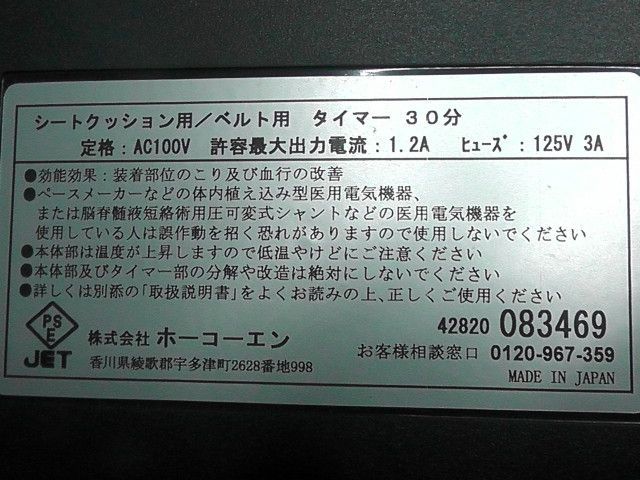 シートクッション用／ベルト用　タイマー　３０分
定格：AC100V　許容最大出力電流：1.2A　ﾋｭｰｽﾞ：125V 3A
●効能効果：装着部位のこり及び血行の改善
●ペースメーカーなどの体内植え込み型医用電気機器、
または脳脊髄液短絡術用圧可変式シャントなどの医用電気機器を
使用している人は誤作動を招く恐れがありますので使用しないでください
●本体部は温度が上昇しますので低温やけどにご注意ください
●本体部及びタイマー部の分解や改造は絶対にしないでください
●詳しくは別添の「取扱説明書」をよくお読みの上、正しくご使用ください
PSE
JET
株式会社 ホーコーエン
香川県綾歌郡宇多津町2628番地998
42820 083469
お客様相談窓口 0120-967-359
MADE IN JAPAN